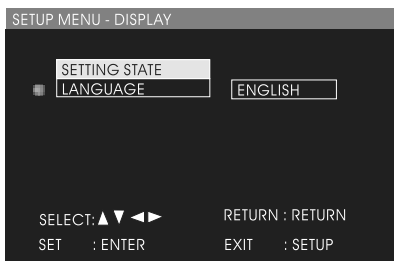 SETUP MENU - DISPLAY
SETTING STATE
LANGUAGE ENGLISH
SELECT:▲▼◀▶ RETURN : RETURN
SET : ENTER EXIT : SETUP